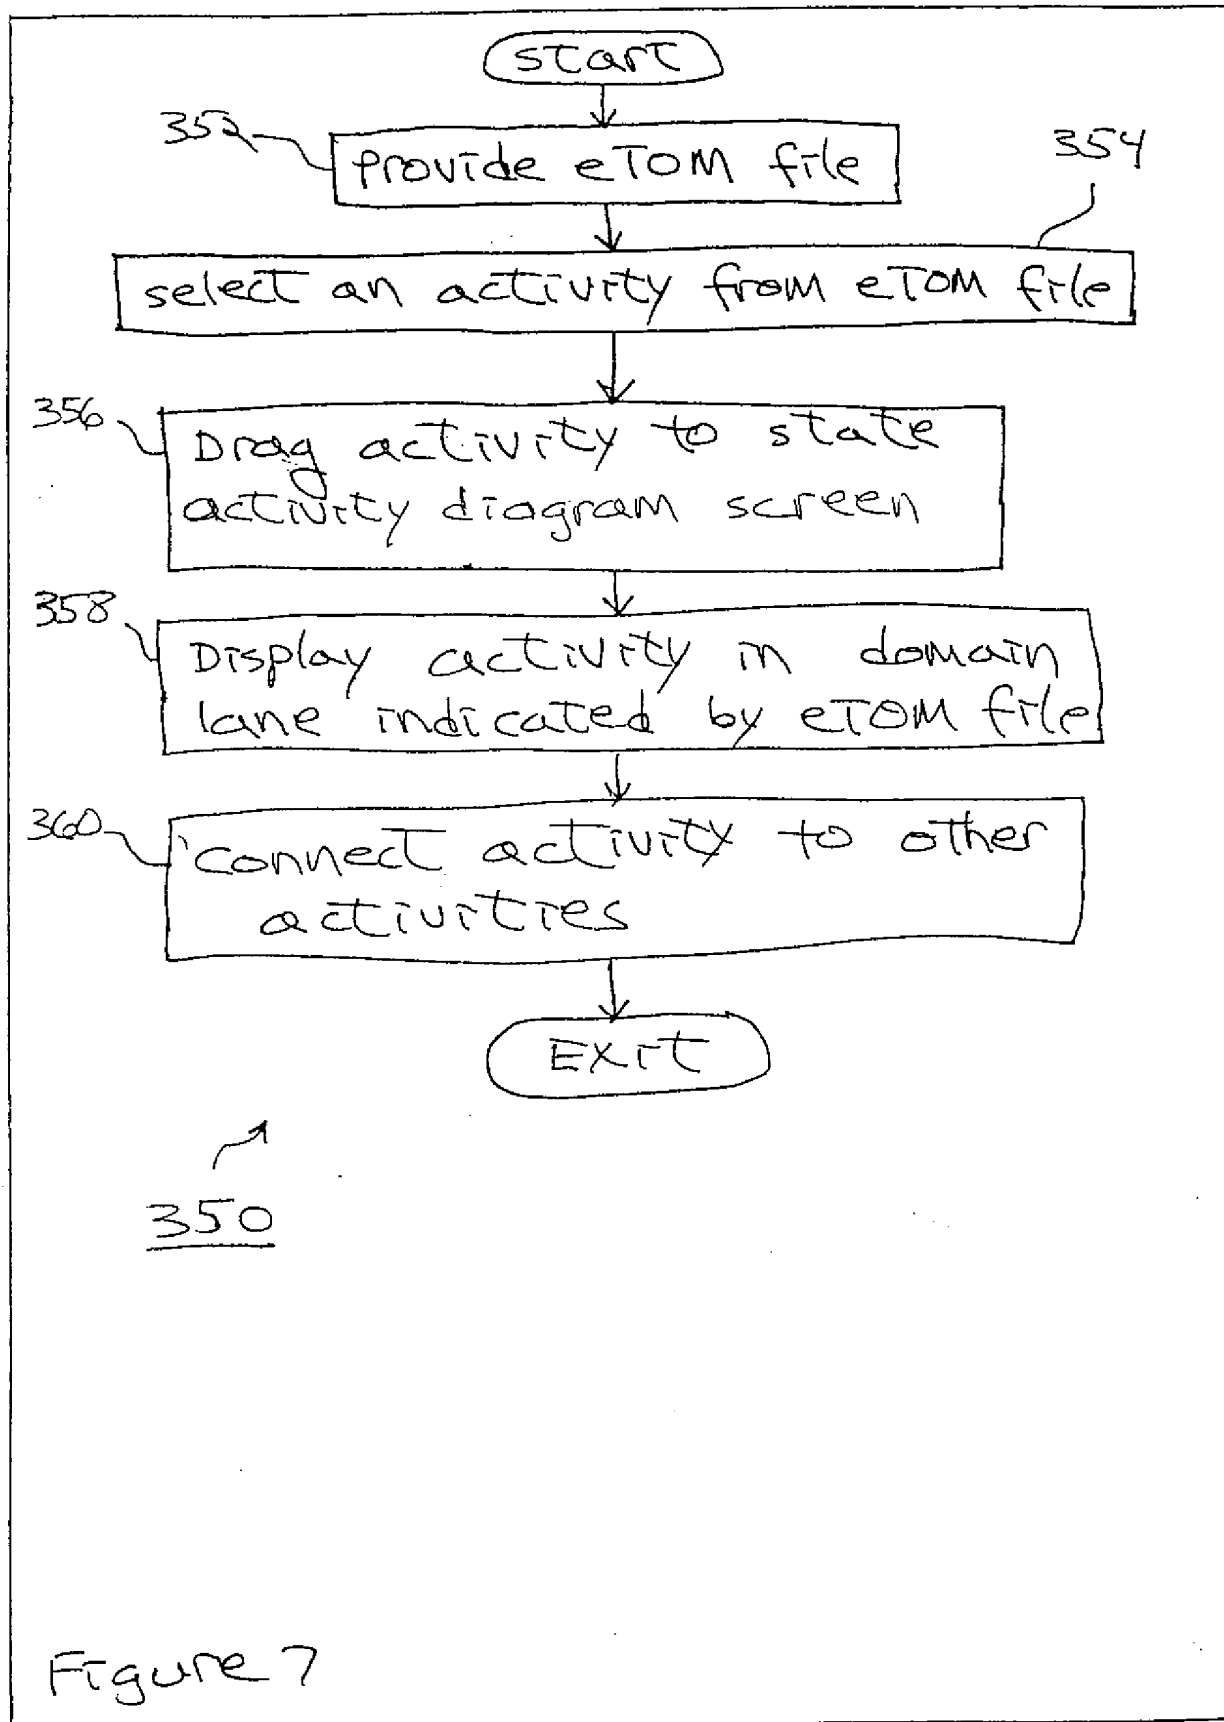 start
352
provide eTOM file
354
select an activity from eTOM file
356
Drag activity to state
activity diagram screen
358
Display activity in domain
lane indicated by eTOM file
360
connect activity to other
activities
Exit
350
Figure 7